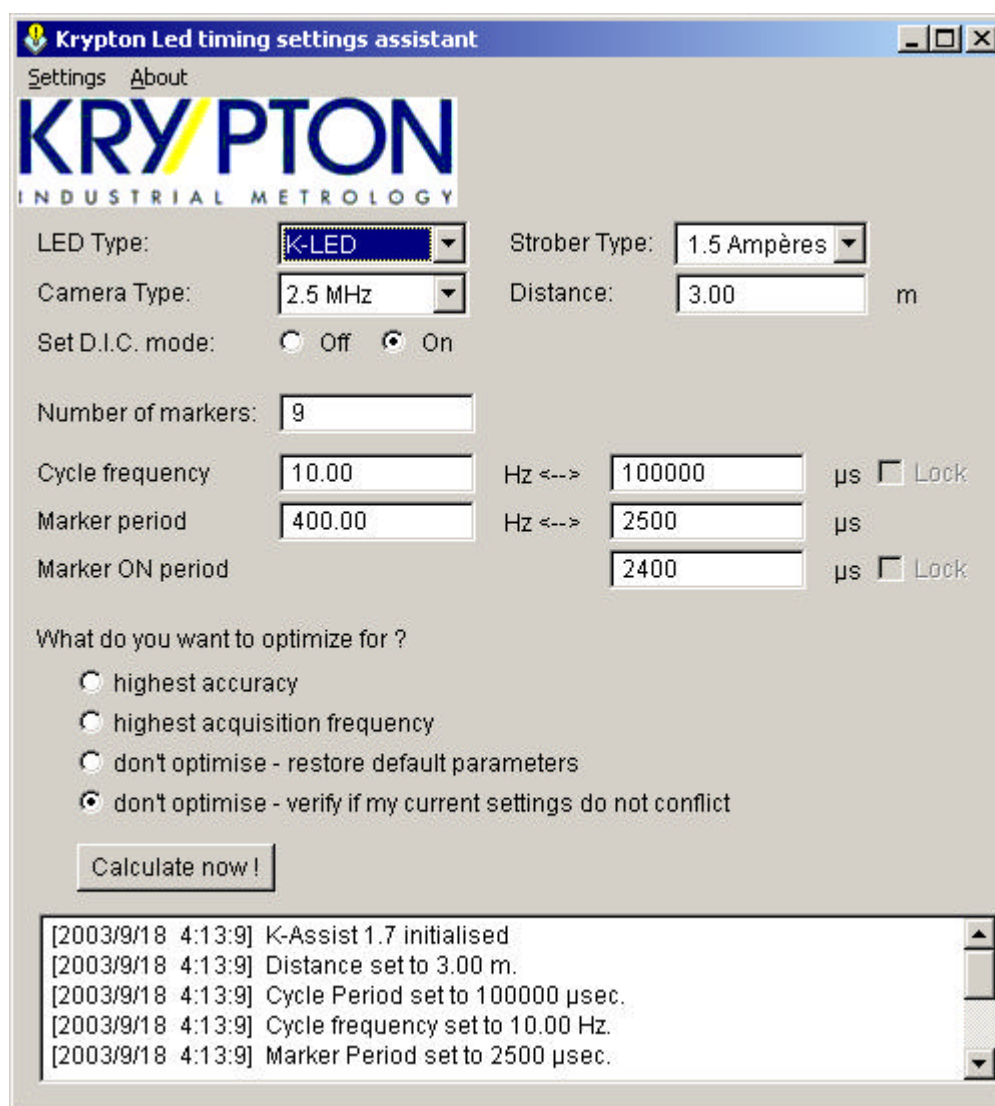 Krypton Led timing settings assistant
Settings About
KRYPTON
INDUSTRIAL METROLOGY
LED Type: K-LED Strober Type: 1.5 Ampères
Camera Type: 2.5 MHz Distance: 3.00 m
Set D.I.C. mode: Off On
Number of markers: 9
Cycle frequency 10.00 Hz <--> 100000 µs Lock
Marker period 400.00 Hz <--> 2500 µs
Marker ON period 2400 µs Lock
What do you want to optimize for ?
highest accuracy
highest acquisition frequency
don't optimise - restore default parameters
don't optimise - verify if my current settings do not conflict
Calculate now !
[2003/9/18 4:13:9] K-Assist 1.7 initialised
[2003/9/18 4:13:9] Distance set to 3.00 m.
[2003/9/18 4:13:9] Cycle Period set to 100000 µsec.
[2003/9/18 4:13:9] Cycle frequency set to 10.00 Hz.
[2003/9/18 4:13:9] Marker Period set to 2500 µsec.